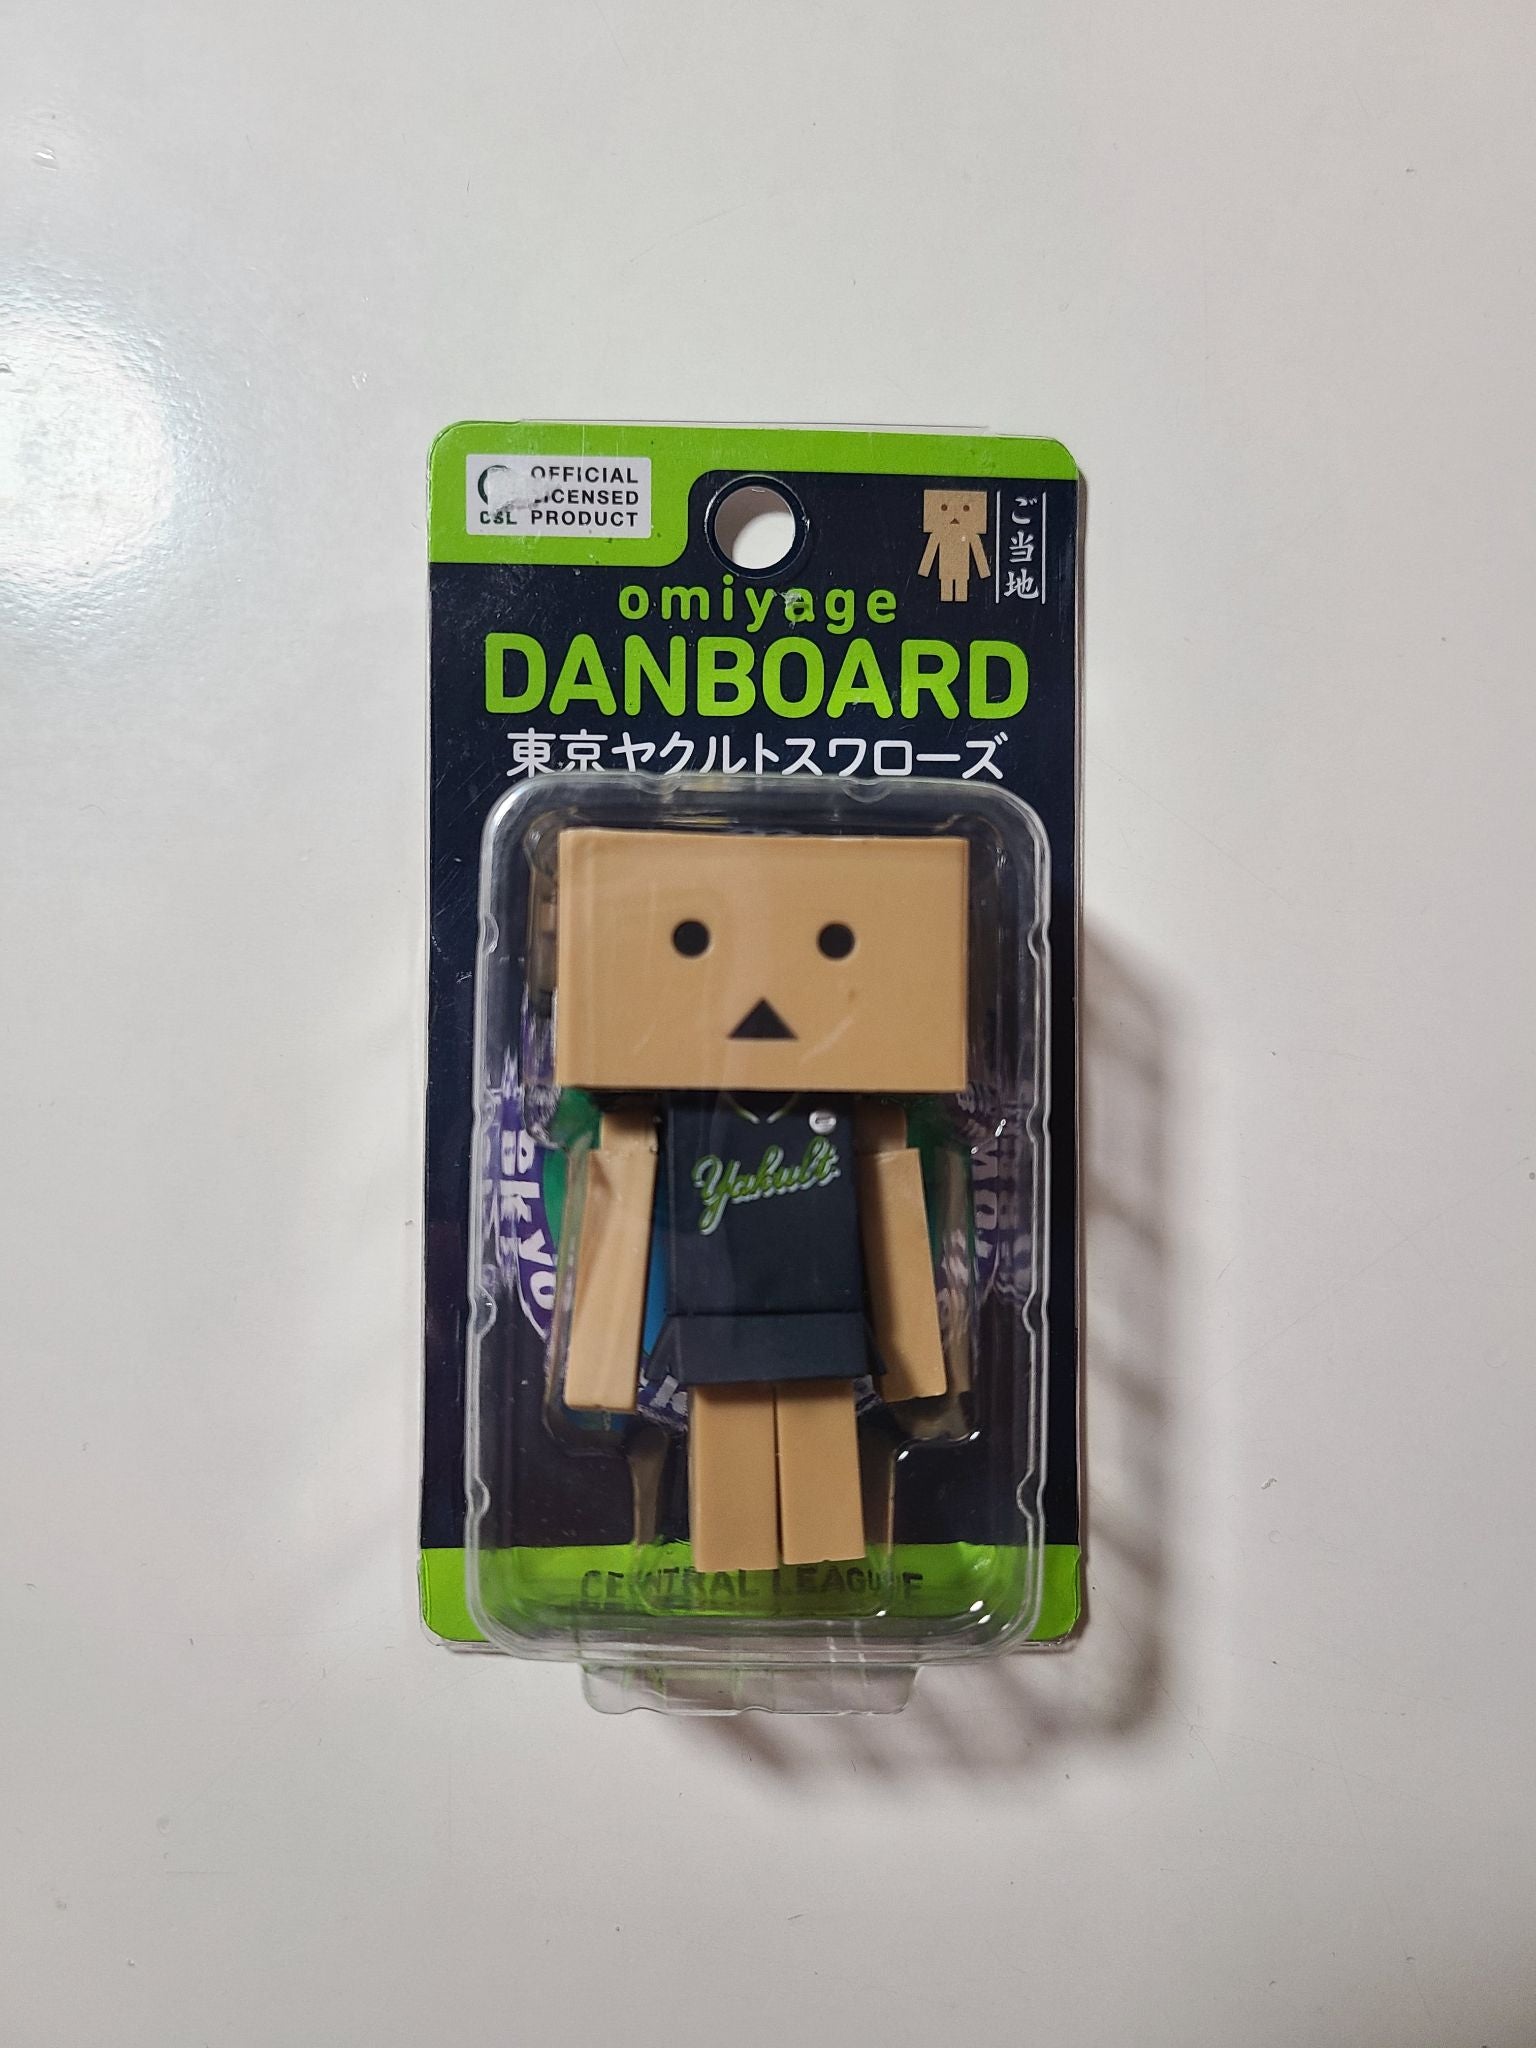 OFFICIAL
LICENSED
CSL PRODUCT
ご当地
omiyage
DANBOARD
東京ヤクルトスワローズ
Yakult
CENTRAL LEAGUE